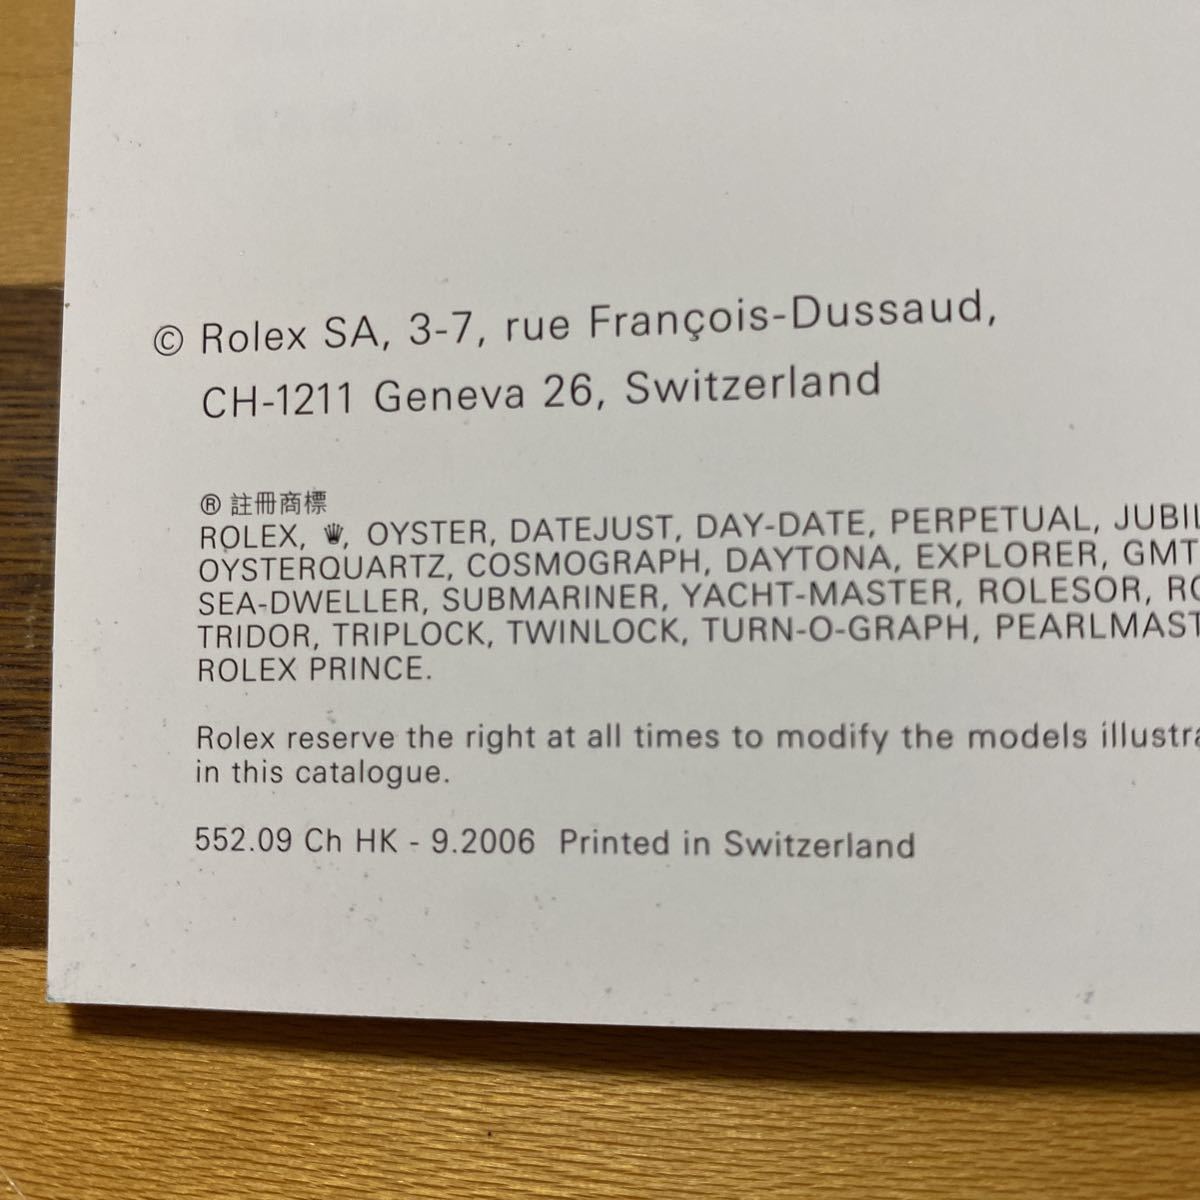 © Rolex SA, 3-7, rue François-Dussaud,
CH-1211 Geneva 26, Switzerland
® 註冊商標
ROLEX, ♛, OYSTER, DATEJUST, DAY-DATE, PERPETUAL,
OYSTERQUARTZ, COSMOGRAPH, DAYTONA, EXPLORER, GMT
SEA-DWELLER, SUBMARINER, YACHT-MASTER, ROLESOR,
TRIDOR, TRIPLOCK, TWINLOCK, TURN-O-GRAPH, PEARLMAST
ROLEX PRINCE.
Rolex reserve the right at all times to modify the models illustra
in this catalogue.
552.09 Ch HK - 9.2006 Printed in Switzerland